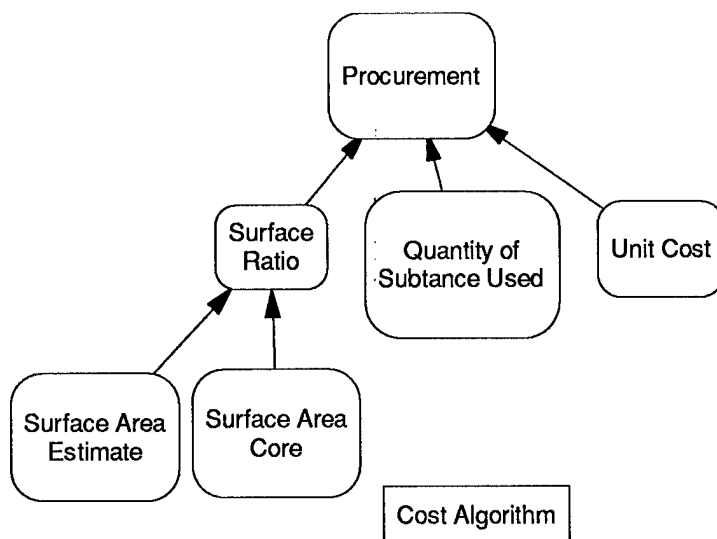 Procurement
Surface
Ratio
Quantity of
Subtance Used
Unit Cost
Surface Area
Estimate
Surface Area
Core
Cost Algorithm